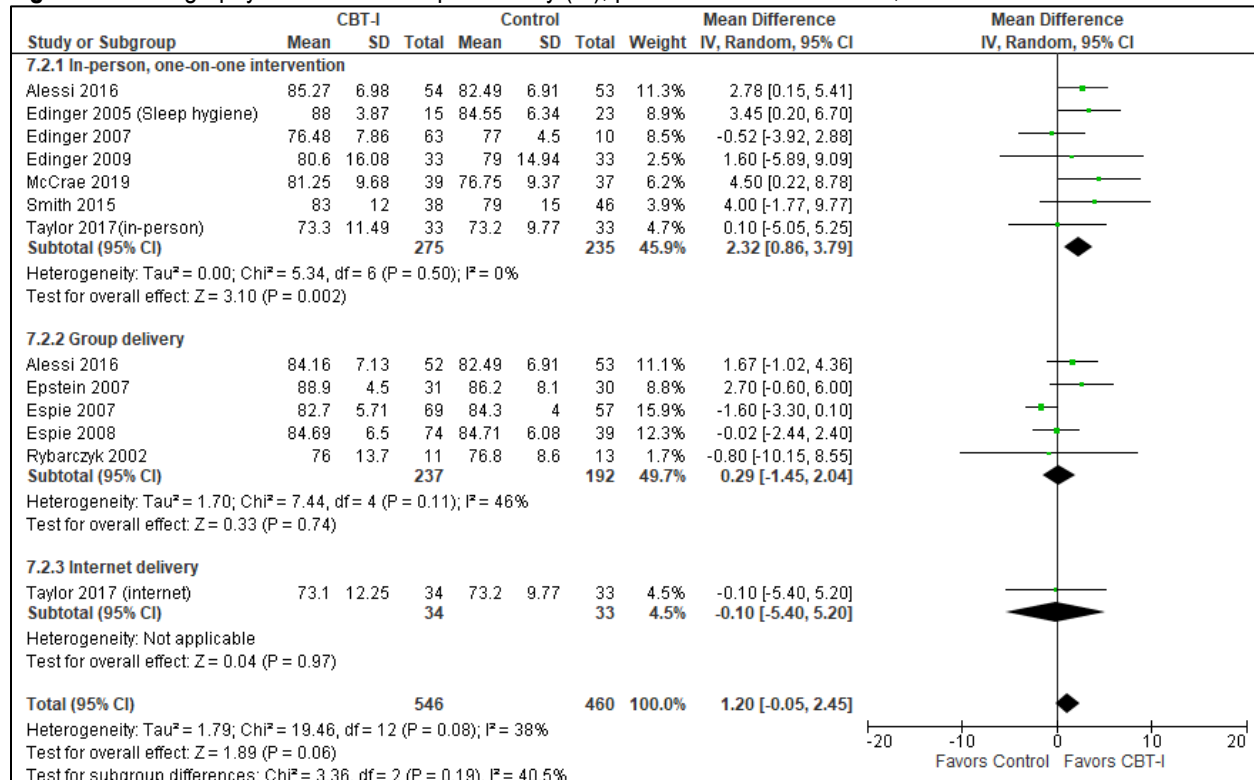 CBT-I Control Mean Difference Mean Difference
Study or Subgroup Mean SD Total Mean SD Total Weight IV, Random, 95% CI IV, Random, 95% CI
7.2.1 In-person, one-on-one intervention
Alessi 2016 85.27 6.98 54 82.49 6.91 53 11.3% 2.78 [0.15, 5.41]
Edinger 2005 (Sleep hygiene) 88 3.87 15 84.55 6.34 23 8.9% 3.45 [0.20, 6.70]
Edinger 2007 76.48 7.86 63 77 4.5 10 8.5% -0.52 [-3.92, 2.88]
Edinger 2009 80.6 16.08 33 79 14.94 33 2.5% 1.60 [-5.89, 9.09]
McCrae 2019 81.25 9.68 39 76.75 9.37 37 6.2% 4.50 [0.22, 8.78]
Smith 2015 83 12 38 79 15 46 3.9% 4.00 [-1.77, 9.77]
Taylor 2017(in-person) 73.3 11.49 33 73.2 9.77 33 4.7% 0.10 [-5.05, 5.25]
Subtotal (95% CI) 275 235 45.9% 2.32 [0.86, 3.79]
Heterogeneity: Tau² = 0.00; Chi² = 5.34, df = 6 (P = 0.50); I² = 0%
Test for overall effect: Z = 3.10 (P = 0.002)
7.2.2 Group delivery
Alessi 2016 84.16 7.13 52 82.49 6.91 53 11.1% 1.67 [-1.02, 4.36]
Epstein 2007 88.9 4.5 31 86.2 8.1 30 8.8% 2.70 [-0.60, 6.00]
Espie 2007 82.7 5.71 69 84.3 4 57 15.9% -1.60 [-3.30, 0.10]
Espie 2008 84.69 6.5 74 84.71 6.08 39 12.3% -0.02 [-2.44, 2.40]
Rybarczyk 2002 76 13.7 11 76.8 8.6 13 1.7% -0.80 [-10.15, 8.55]
Subtotal (95% CI) 237 192 49.7% 0.29 [-1.45, 2.04]
Heterogeneity: Tau² = 1.70; Chi² = 7.44, df = 4 (P = 0.11); I² = 46%
Test for overall effect: Z = 0.33 (P = 0.74)
7.2.3 Internet delivery
Taylor 2017 (internet) 73.1 12.25 34 73.2 9.77 33 4.5% -0.10 [-5.40, 5.20]
Subtotal (95% CI) 34 33 4.5% -0.10 [-5.40, 5.20]
Heterogeneity: Not applicable
Test for overall effect: Z = 0.04 (P = 0.97)
Total (95% CI) 546 460 100.0% 1.20 [-0.05, 2.45]
Heterogeneity: Tau² = 1.79; Chi² = 19.46, df = 12 (P = 0.08); I² = 38%
Test for overall effect: Z = 1.89 (P = 0.06)
Test for subgroup differences: Chi² = 3.36, df = 2 (P = 0.19), I² = 40.5%
-20 -10 0 10 20
Favors Control Favors CBT-I